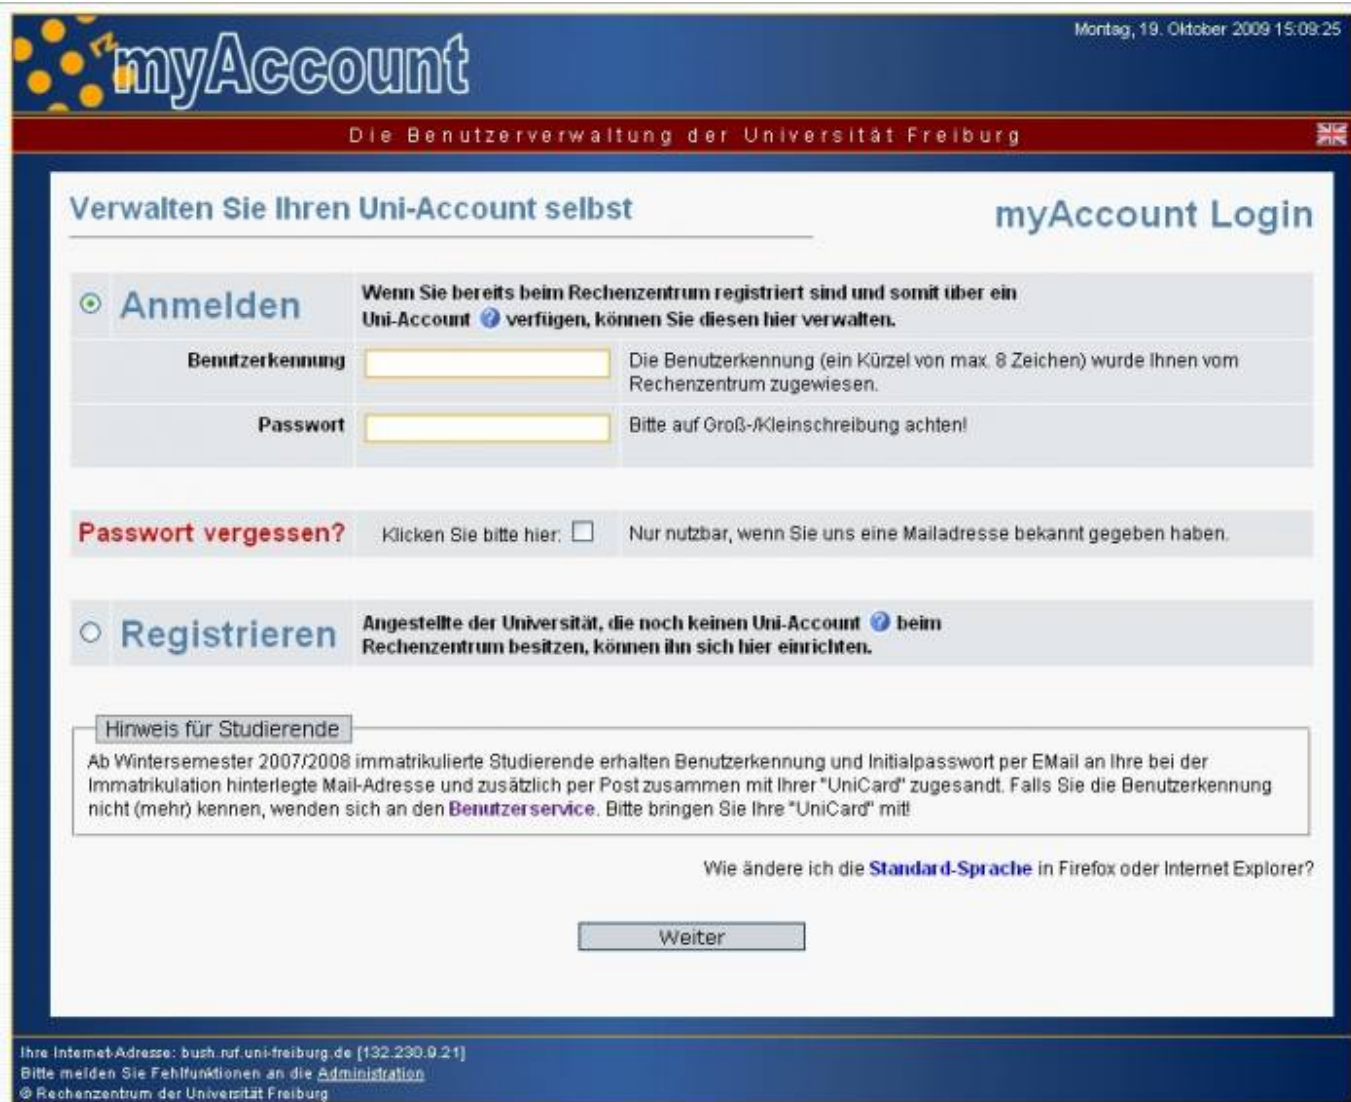 Montag, 19. Oktober 2009 15:09:25
rz myAccount
Die Benutzerverwaltung der Universität Freiburg
Verwalten Sie Ihren Uni-Account selbst
myAccount Login
Anmelden
Wenn Sie bereits beim Rechenzentrum registriert sind und somit über ein
Uni-Account ? verfügen, können Sie diesen hier verwalten.
Benutzerkennung
Die Benutzerkennung (ein Kürzel von max. 8 Zeichen) wurde Ihnen vom
Rechenzentrum zugewiesen.
Passwort
Bitte auf Groß-/Kleinschreibung achten!
Passwort vergessen?
Klicken Sie bitte hier:
Nur nutzbar, wenn Sie uns eine Mailadresse bekannt gegeben haben.
Registrieren
Angestellte der Universität, die noch keinen Uni-Account ? beim
Rechenzentrum besitzen, können ihn sich hier einrichten.
Hinweis für Studierende
Ab Wintersemester 2007/2008 immatrikulierte Studierende erhalten Benutzerkennung und Initialpasswort per EMail an Ihre bei der
Immatrikulation hinterlegte Mail-Adresse und zusätzlich per Post zusammen mit Ihrer "UniCard" zugesandt. Falls Sie die Benutzerkennung
nicht (mehr) kennen, wenden sich an den Benutzerservice. Bitte bringen Sie Ihre "UniCard" mit!
Wie ändere ich die Standard-Sprache in Firefox oder Internet Explorer?
Weiter
Ihre Internet-Adresse: bush.ruf.uni-freiburg.de [132.230.9.21]
Bitte melden Sie Fehlfunktionen an die Administration
© Rechenzentrum der Universität Freiburg